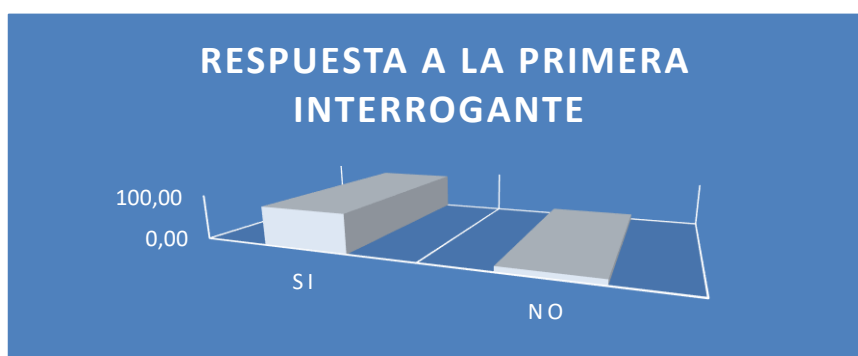 RESPUESTA A LA PRIMERA
INTERROGANTE
100,00
0,00
SI
NO